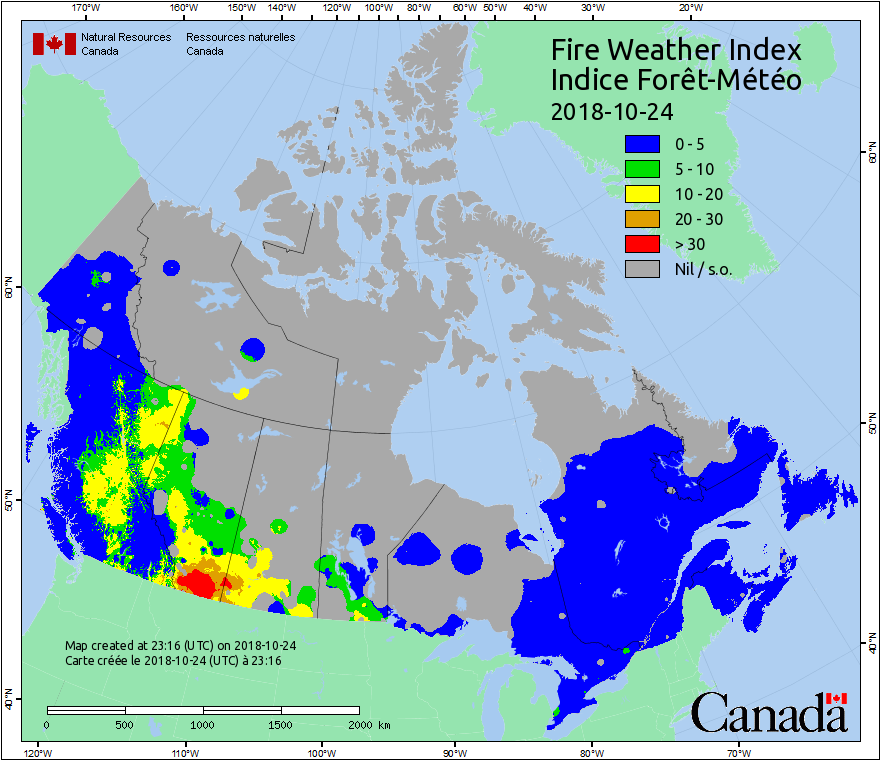 170°W 160°W 150°W 140°W 130°W 120°W 110°W 100°W 90°W 80°W 70°W 60°W 50°W 40°W 30°W 20°W
Natural Resources Ressources naturelles
Canada Canada
Fire Weather Index
Indice Forêt-Météo
2018-10-24
0 - 5
5 - 10
10 - 20
20 - 30
> 30
Nil / s.o.
60°N
60°N
50°N
50°N
40°N
40°N
Map created at 23:16 (UTC) on 2018-10-24
Carte créée le 2018-10-24 (UTC) à 23:16
0 500 1000 1500 2000 km
Canada
120°W 110°W 100°W 90°W 80°W 70°W